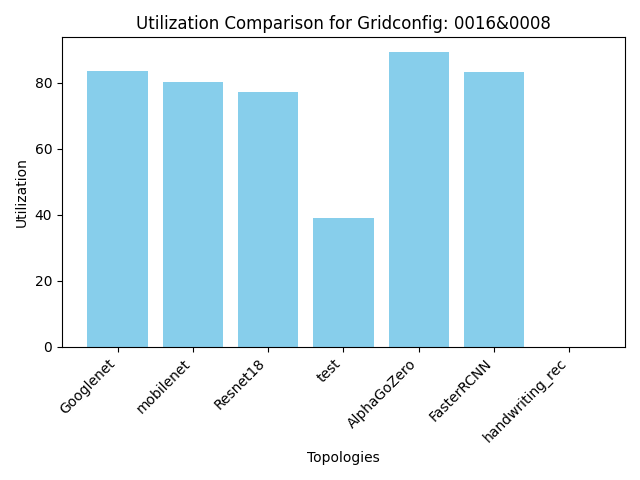 Utilization Comparison for Gridconfig: 0016&0008
Utilization
80
60
40
20
0
Googlenet
mobilenet
Resnet18
test
AlphaGoZero
FasterRCNN
handwriting_rec
Topologies